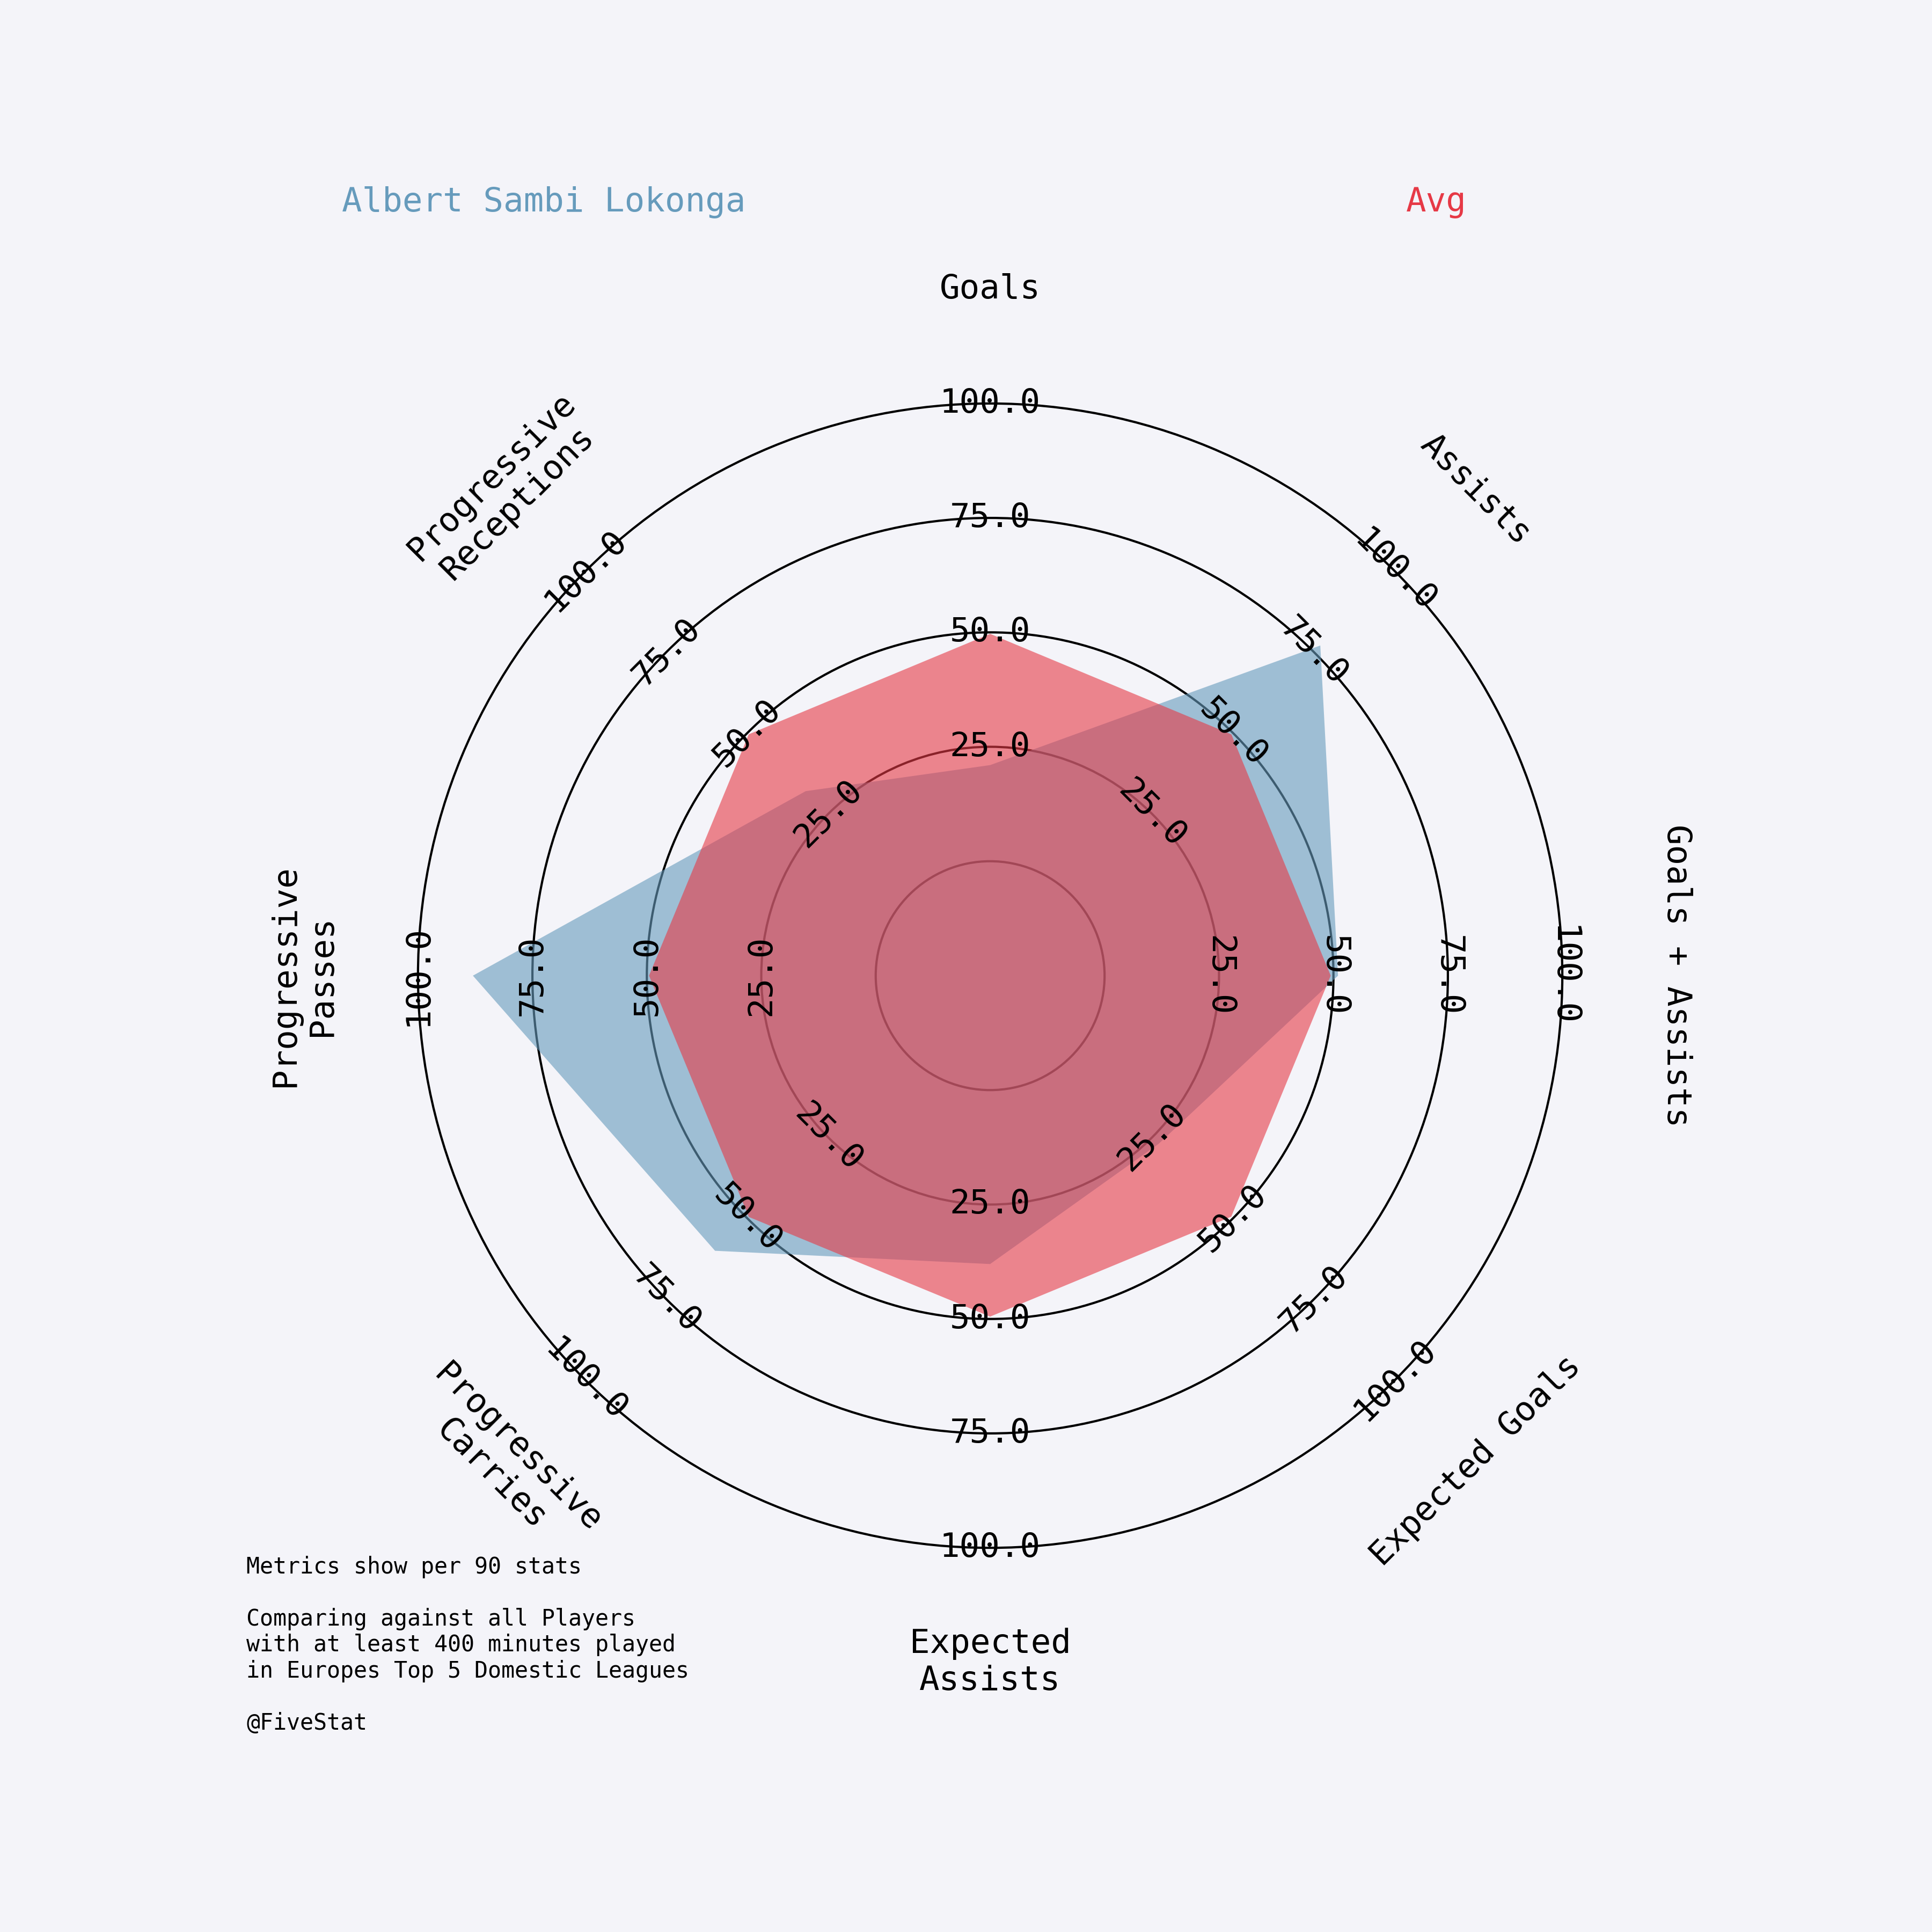 Albert Sambi Lokonga
Avg
Goals
Assists
Goals + Assists
Expected Goals
Expected
Assists
Progressive
Carries
Progressive
Passes
Progressive
Receptions
25.0
50.0
75.0
100.0
25.0
50.0
75.0
100.0
25.0
50.0
75.0
100.0
25.0
50.0
75.0
100.0
25.0
50.0
75.0
100.0
25.0
50.0
75.0
100.0
25.0
50.0
75.0
100.0
25.0
50.0
75.0
100.0
Metrics show per 90 stats
Comparing against all Players
with at least 400 minutes played
in Europes Top 5 Domestic Leagues
@FiveStat